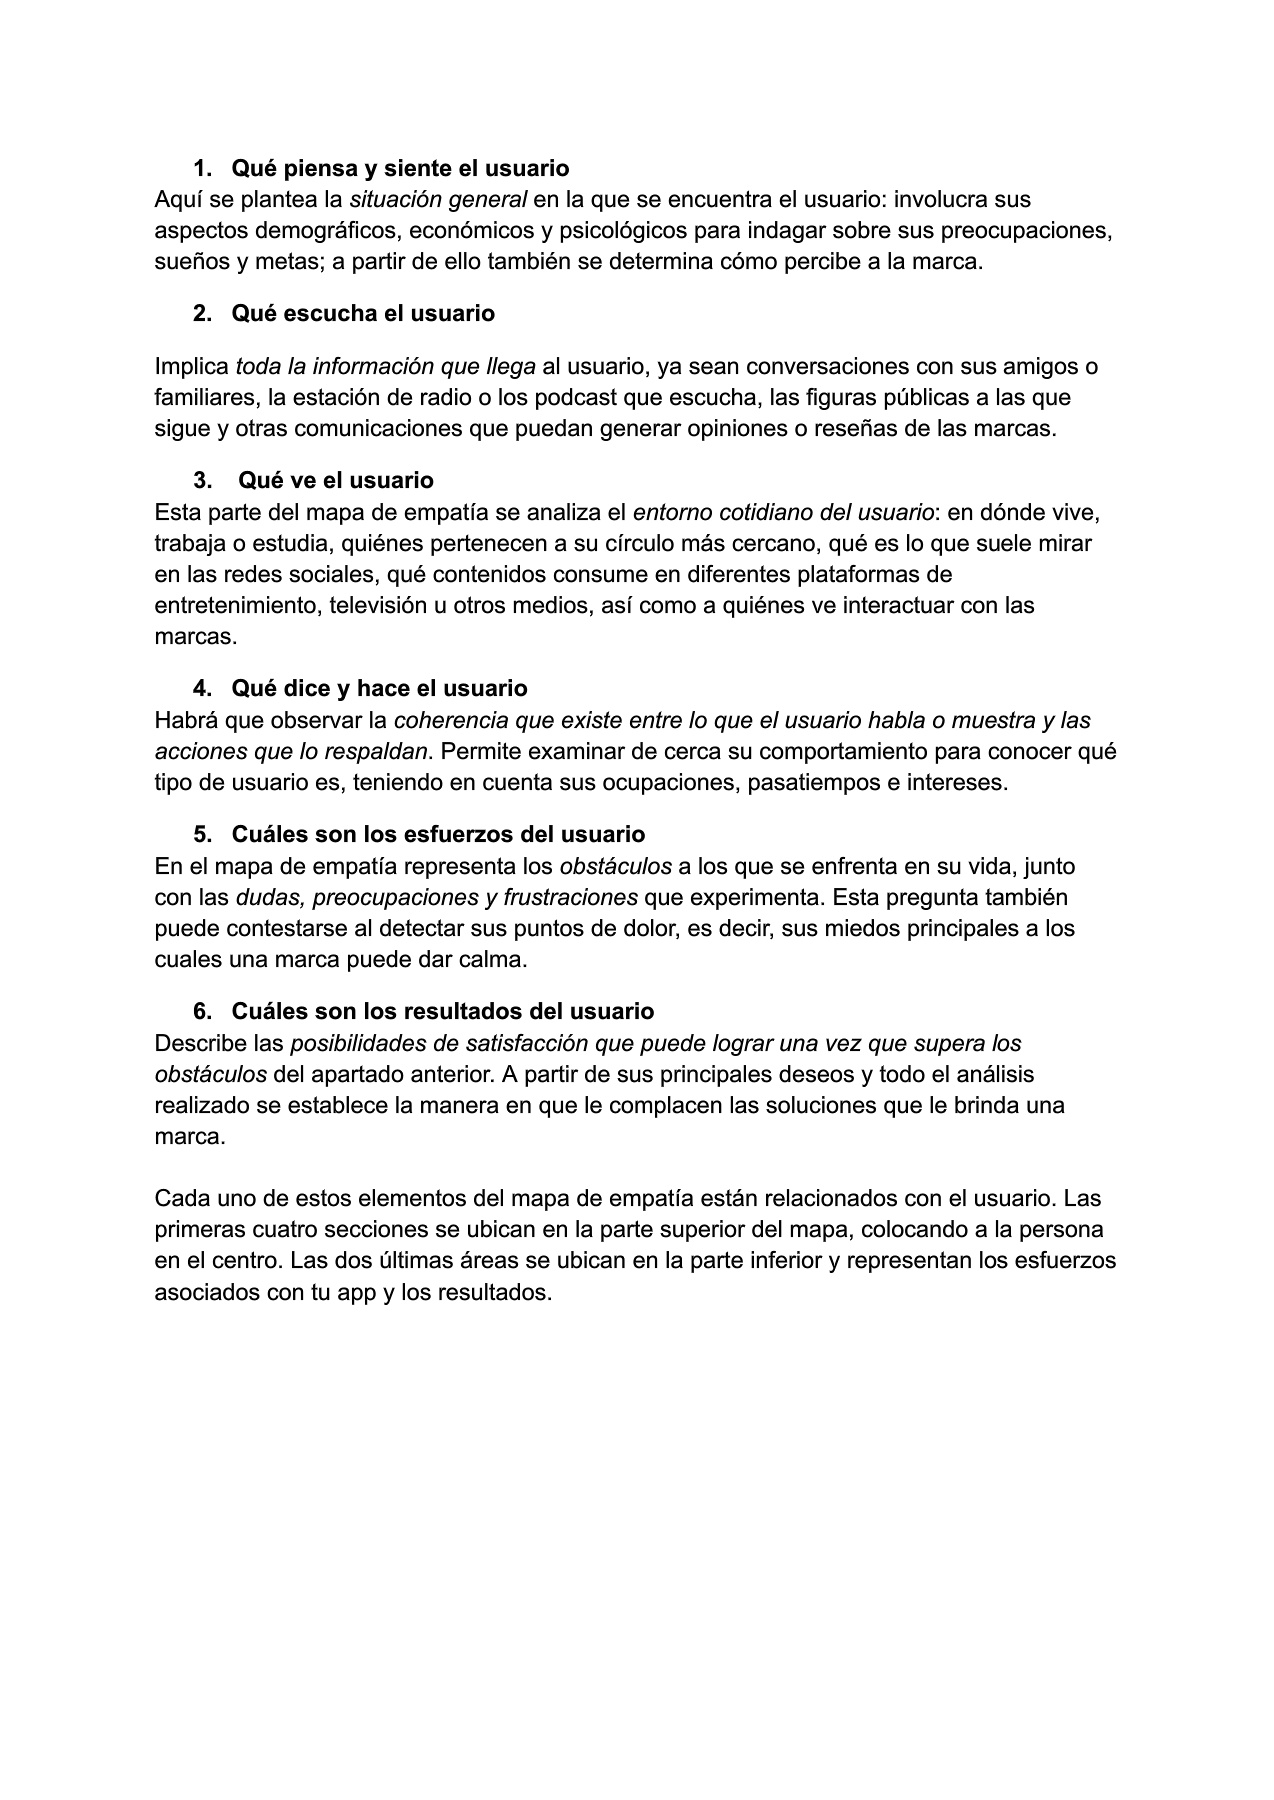 1. Qué piensa y siente el usuario
Aquí se plantea la situación general en la que se encuentra el usuario: involucra sus
aspectos demográficos, económicos y psicológicos para indagar sobre sus preocupaciones,
sueños y metas; a partir de ello también se determina cómo percibe a la marca.
2. Qué escucha el usuario
Implica toda la información que llega al usuario, ya sean conversaciones con sus amigos o
familiares, la estación de radio o los podcast que escucha, las figuras públicas a las que
sigue y otras comunicaciones que puedan generar opiniones o reseñas de las marcas.
3. Qué ve el usuario
Esta parte del mapa de empatía se analiza el entorno cotidiano del usuario: en dónde vive,
trabaja o estudia, quiénes pertenecen a su círculo más cercano, qué es lo que suele mirar
en las redes sociales, qué contenidos consume en diferentes plataformas de
entretenimiento, televisión u otros medios, así como a quiénes ve interactuar con las
marcas.
4. Qué dice y hace el usuario
Habrá que observar la coherencia que existe entre lo que el usuario habla o muestra y las
acciones que lo respaldan. Permite examinar de cerca su comportamiento para conocer qué
tipo de usuario es, teniendo en cuenta sus ocupaciones, pasatiempos e intereses.
5. Cuáles son los esfuerzos del usuario
En el mapa de empatía representa los obstáculos a los que se enfrenta en su vida, junto
con las dudas, preocupaciones y frustraciones que experimenta. Esta pregunta también
puede contestarse al detectar sus puntos de dolor, es decir, sus miedos principales a los
cuales una marca puede dar calma.
6. Cuáles son los resultados del usuario
Describe las posibilidades de satisfacción que puede lograr una vez que supera los
obstáculos del apartado anterior. A partir de sus principales deseos y todo el análisis
realizado se establece la manera en que le complacen las soluciones que le brinda una
marca.
Cada uno de estos elementos del mapa de empatía están relacionados con el usuario. Las
primeras cuatro secciones se ubican en la parte superior del mapa, colocando a la persona
en el centro. Las dos últimas áreas se ubican en la parte inferior y representan los esfuerzos
asociados con tu app y los resultados.